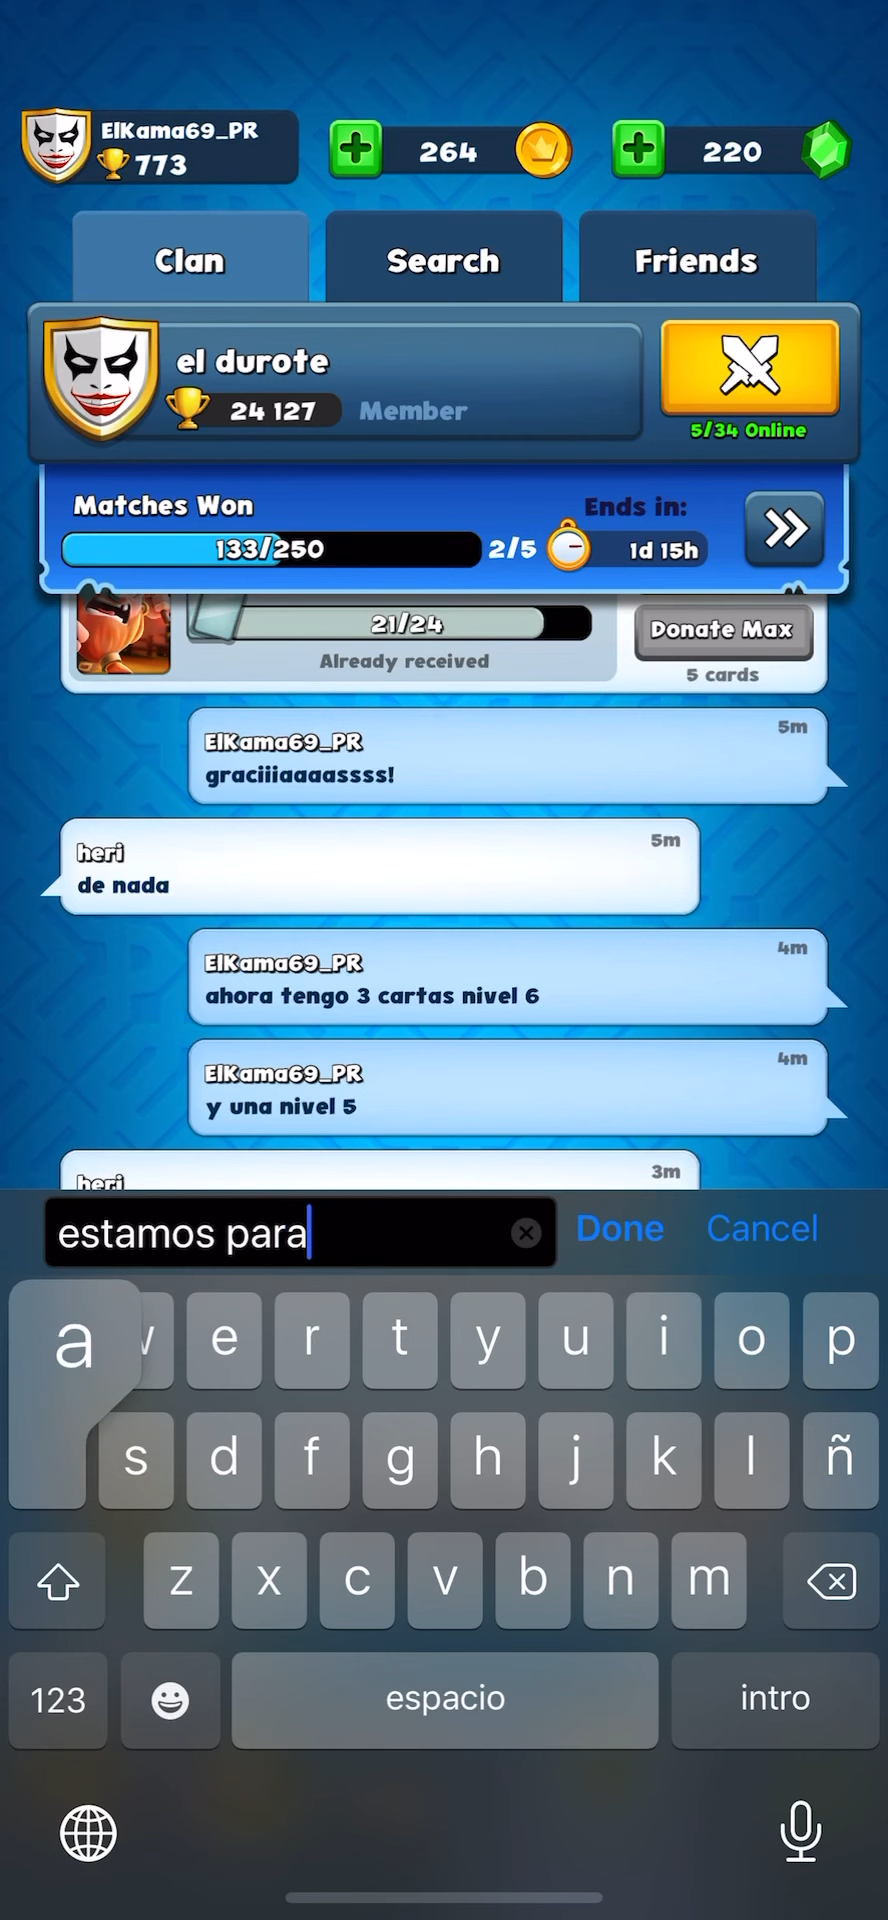 ElKama69_PR
773
264
220
Clan
Search
Friends
el durote
24 127
Member
5/34 Online
Matches Won
Ends in:
133/250
2/5
1d 15h
21/24
Donate Max
Already received
5 cards
ElKama69_PR
5m
graciiiaaaassss!
heri
5m
de nada
ElKama69_PR
4m
ahora tengo 3 cartas nivel 6
ElKama69_PR
4m
y una nivel 5
heri
3m
estamos para
Done
Cancel
a w e r t y u i o p
s d f g h j k l ñ
z x c v b n m
123
espacio
intro